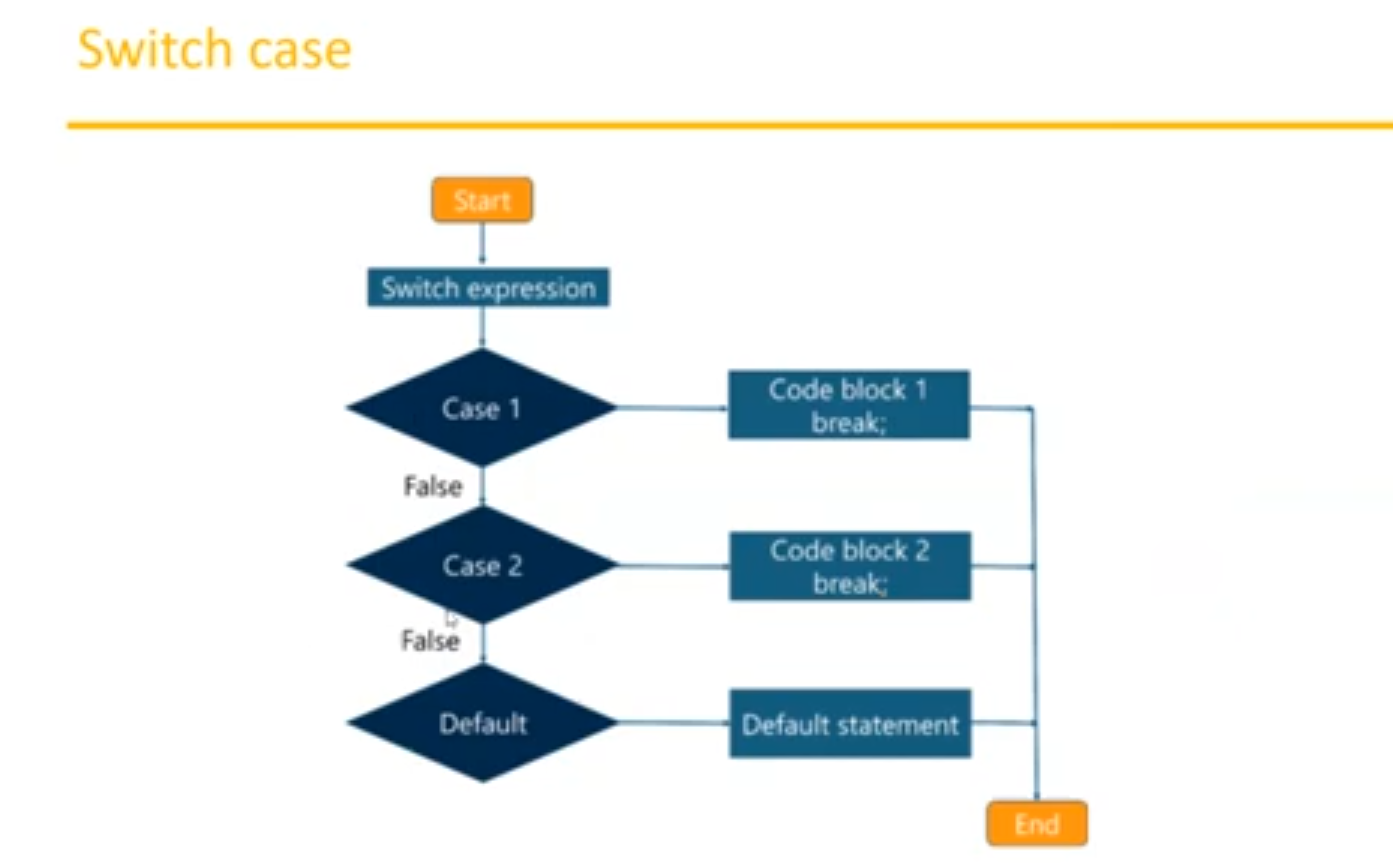 Switch case
Start
Switch expression
Case 1
Code block 1
break;
False
Case 2
Code block 2
break;
False
Default
Default statement
End